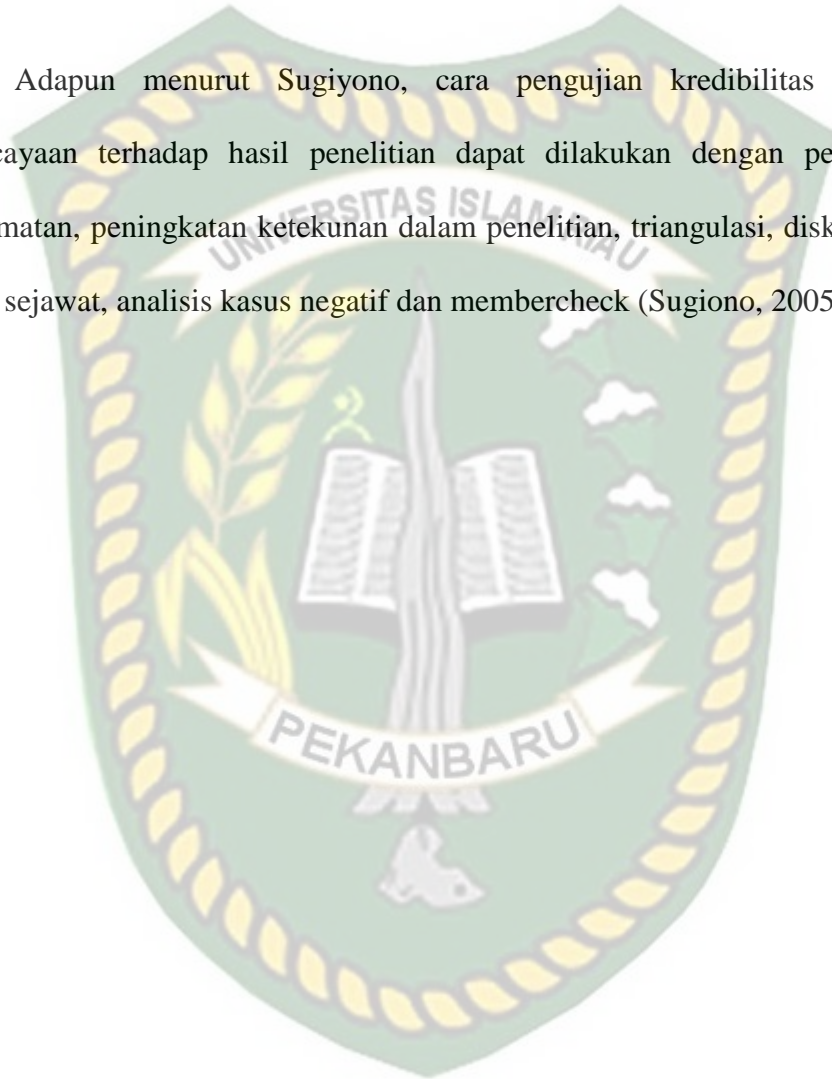 Adapun menurut Sugiyono, cara pengujian kredibilitas
cayaan terhadap hasil penelitian dapat dilakukan dengan pe
matan, peningkatan ketekunan dalam penelitian, triangulasi, disk
sejawat, analisis kasus negatif dan membercheck (Sugiono, 2005
UNIVERSITAS ISLAM RIAU
PEKANBARU